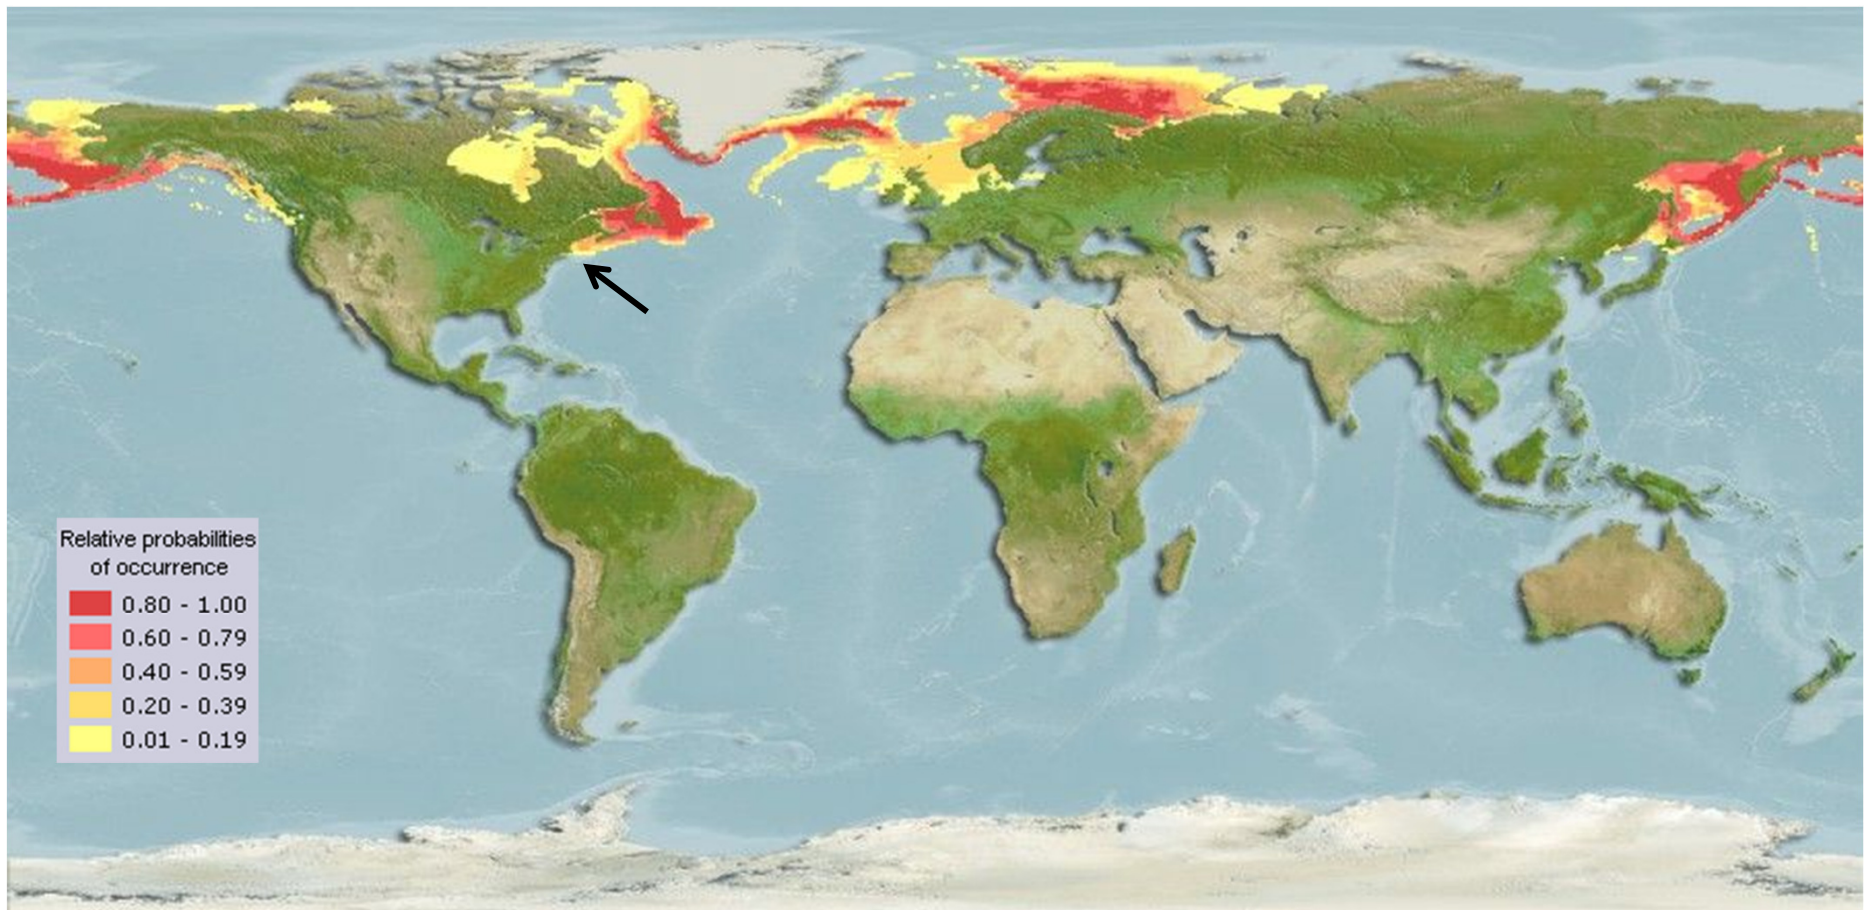 Relative probabilities
of occurrence
0.80 - 1.00
0.60 - 0.79
0.40 - 0.59
0.20 - 0.39
0.01 - 0.19